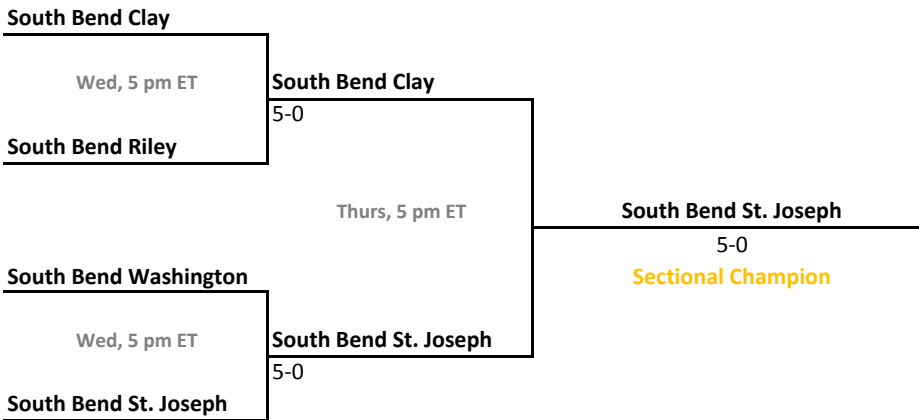 South Bend Clay
Wed, 5 pm ET
South Bend Clay
5-0
South Bend Riley
Thurs, 5 pm ET
South Bend St. Joseph
5-0
Sectional Champion
South Bend Washington
Wed, 5 pm ET
South Bend St. Joseph
5-0
South Bend St. Joseph